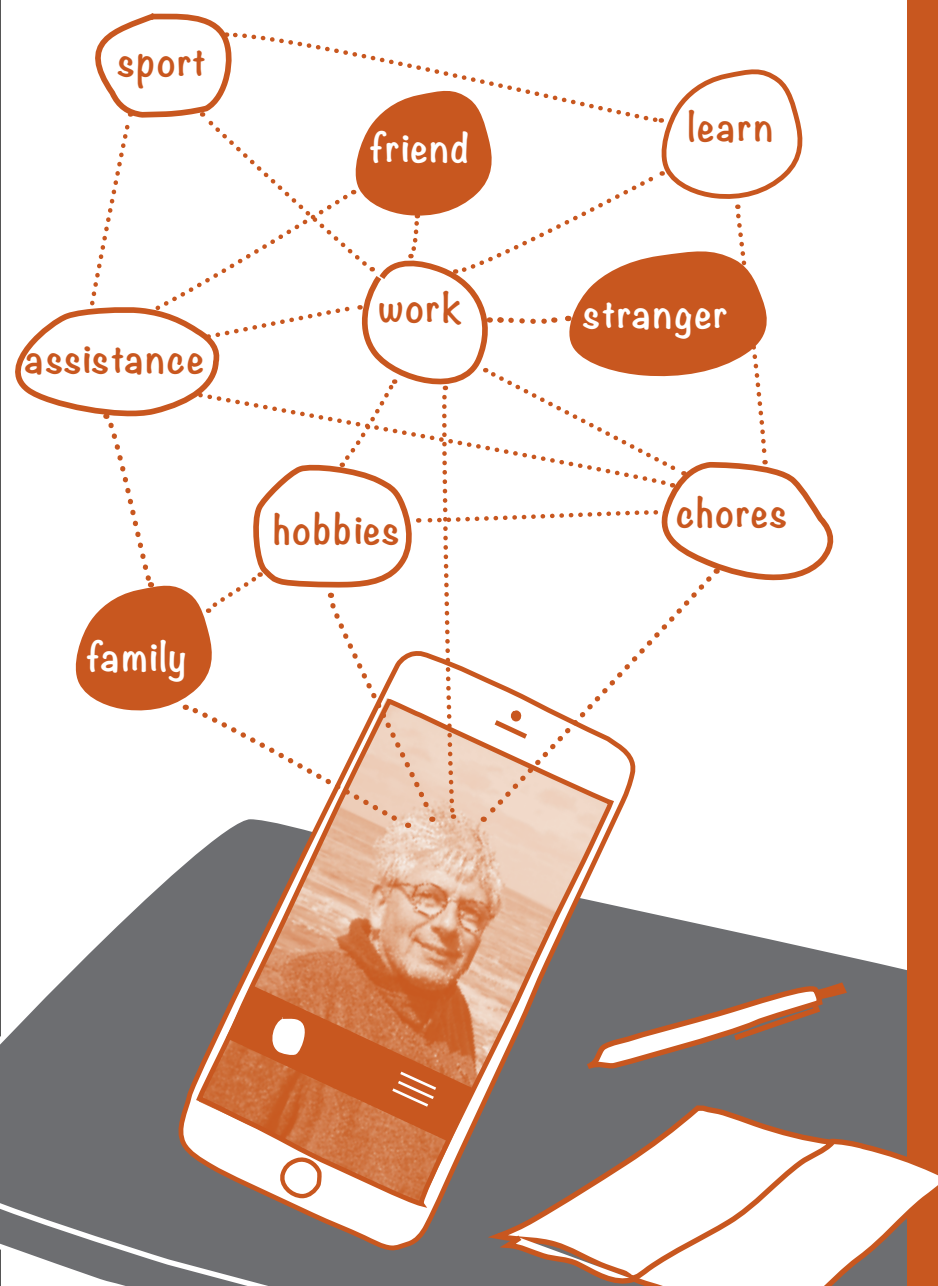 sport
learn
friend
work
stranger
assistance
hobbies
chores
family